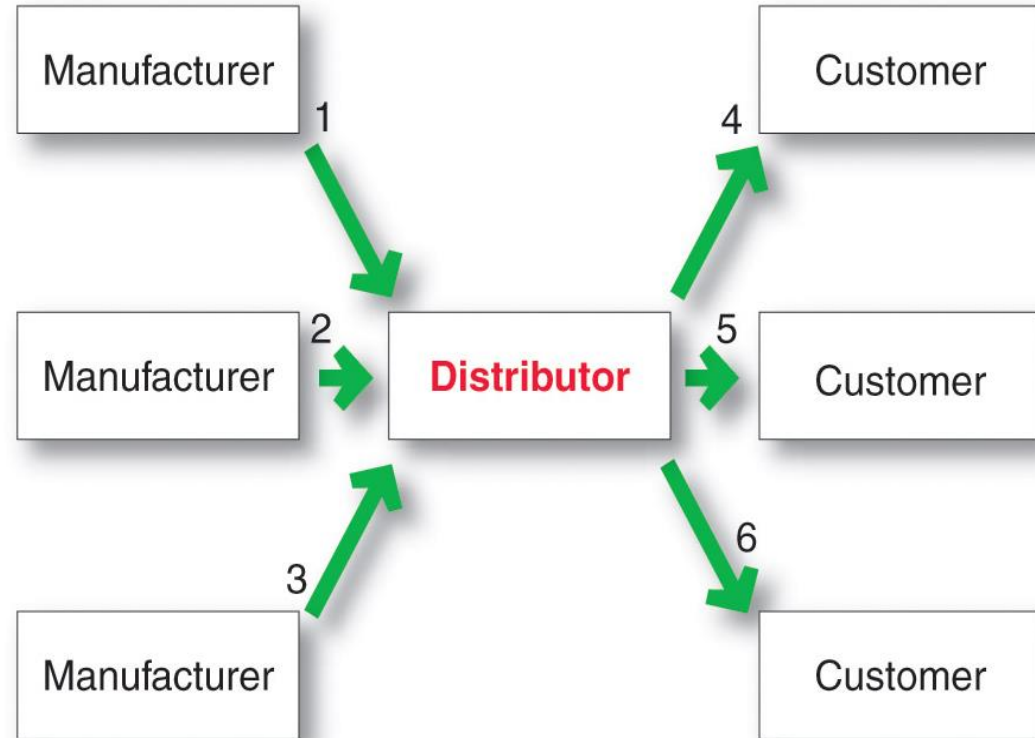 Manufacturer
Customer
1
4
2
5
Manufacturer
Distributor
Customer
3
6
Manufacturer
Customer